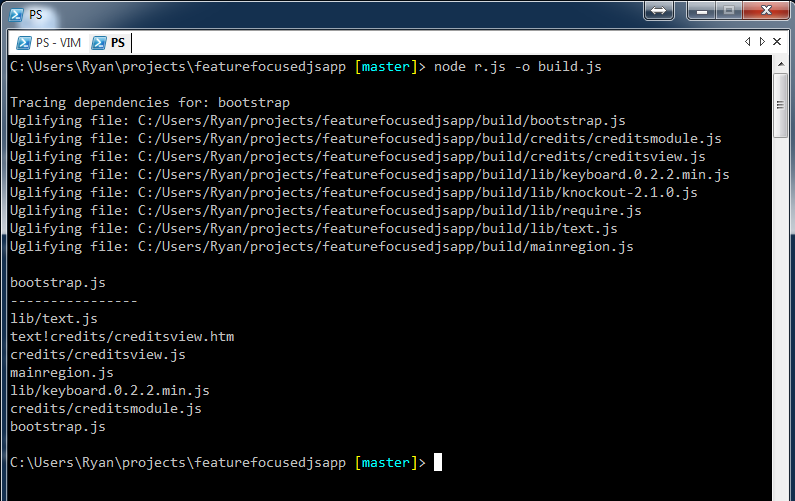 PS
PS - VIM PS
C:\Users\Ryan\projects\featurefocusedjsapp [master]> node r.js -o build.js
Tracing dependencies for: bootstrap
Uglifying file: C:/Users/Ryan/projects/featurefocusedjsapp/build/bootstrap.js
Uglifying file: C:/Users/Ryan/projects/featurefocusedjsapp/build/credits/creditsmodule.js
Uglifying file: C:/Users/Ryan/projects/featurefocusedjsapp/build/credits/creditsview.js
Uglifying file: C:/Users/Ryan/projects/featurefocusedjsapp/build/lib/keyboard.0.2.2.min.js
Uglifying file: C:/Users/Ryan/projects/featurefocusedjsapp/build/lib/knockout-2.1.0.js
Uglifying file: C:/Users/Ryan/projects/featurefocusedjsapp/build/lib/require.js
Uglifying file: C:/Users/Ryan/projects/featurefocusedjsapp/build/lib/text.js
Uglifying file: C:/Users/Ryan/projects/featurefocusedjsapp/build/mainregion.js
bootstrap.js
----------------
lib/text.js
text!credits/creditsview.htm
credits/creditsview.js
mainregion.js
lib/keyboard.0.2.2.min.js
credits/creditsmodule.js
bootstrap.js
C:\Users\Ryan\projects\featurefocusedjsapp [master]>